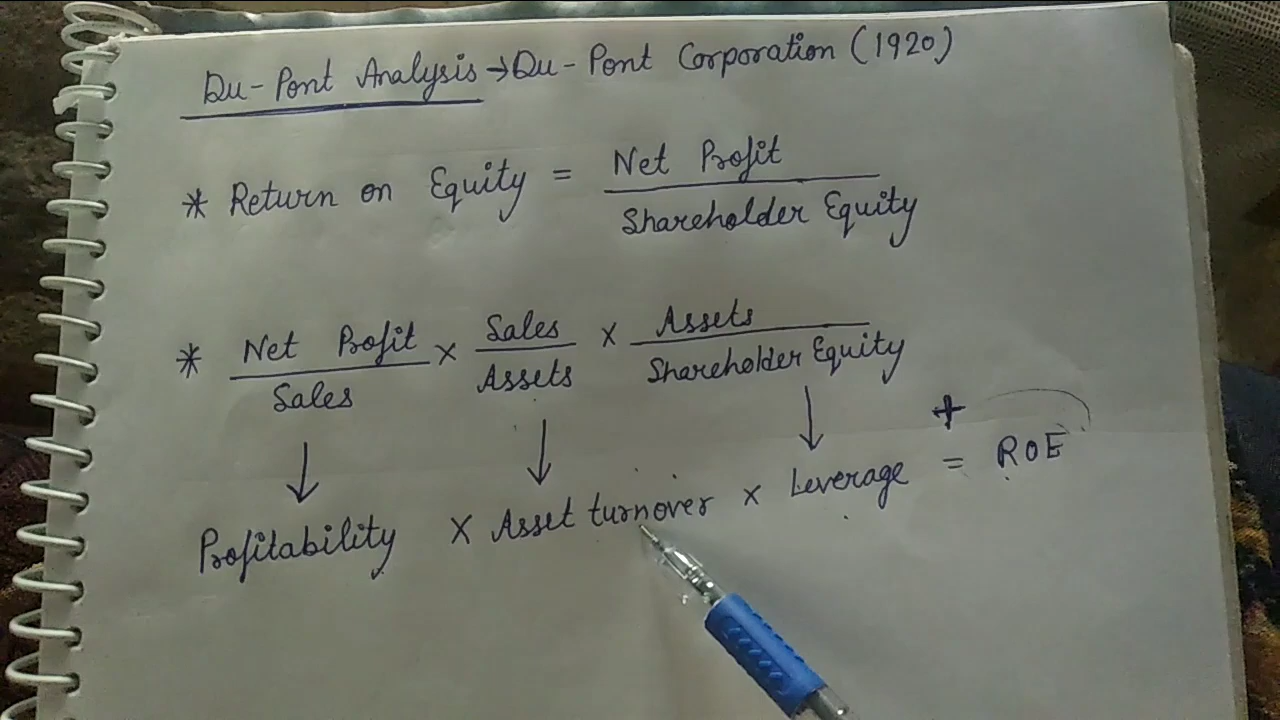 Du-Pont Analysis → Du-Pont Corporation (1920)
* Return on Equity = Net Profit / Shareholder Equity
* Net Profit / Sales × Sales / Assets × Assets / Shareholder Equity
↓ ↓ ↓ +
Profitability × Asset turnover × Leverage = ROE